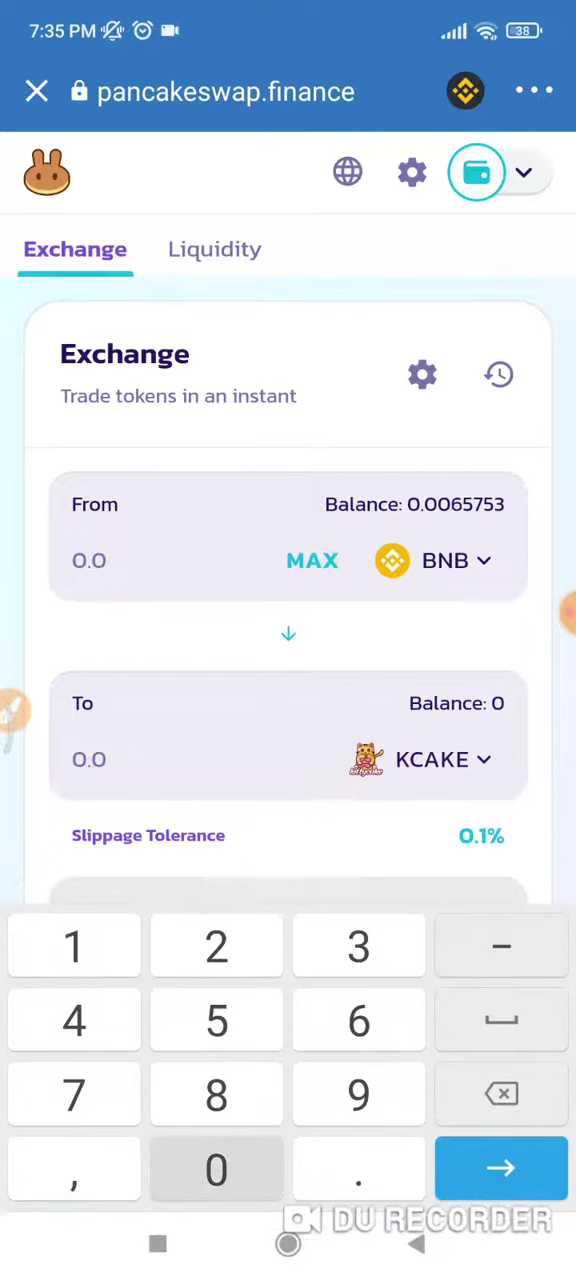 7:35 PM 38
pancakeswap.finance
Exchange Liquidity
Exchange
Trade tokens in an instant
From Balance: 0.0065753
0.0 MAX BNB
To Balance: 0
0.0 KCAKE
Slippage Tolerance 0.1%
1 2 3 -
4 5 6
7 8 9
, 0 .
DU RECORDER